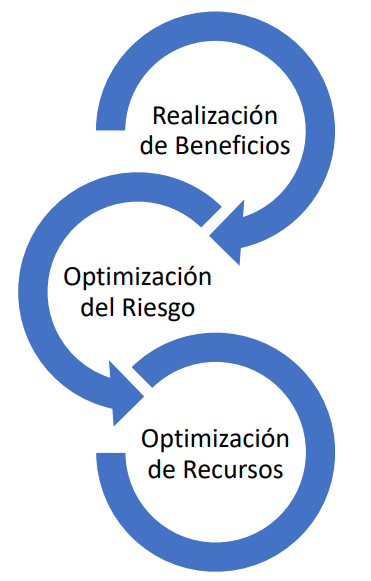 Realización
de Beneficios
Optimización
del Riesgo
Optimización
de Recursos